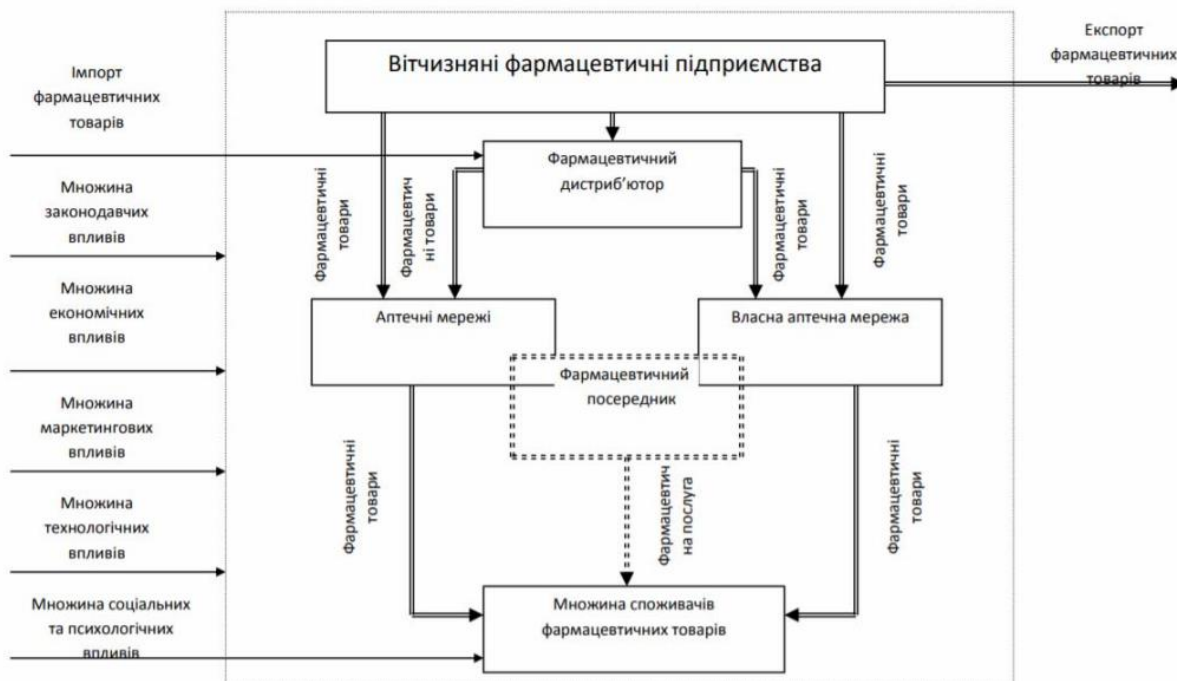 Вітчизняні фармацевтичні підприємства
Експорт
фармацевтичних
товарів
Імпорт
фармацевтичних
товарів
Фармацевтичний
дистриб’ютор
Фармацевтичні
товари
Фармацевтич
ні товари
Фармацевтичні
товари
Фармацевтичні
товари
Множина
законодавчих
впливів
Множина
економічних
впливів
Аптечні мережі
Власна аптечна мережа
Фармацевтичний
посередник
Множина
маркетингових
впливів
Фармацевтичні
товари
Фармацевтич
на послуга
Фармацевтичні
товари
Множина
технологічних
впливів
Множина соціальних
та психологічних
впливів
Множина споживачів
фармацевтичних товарів